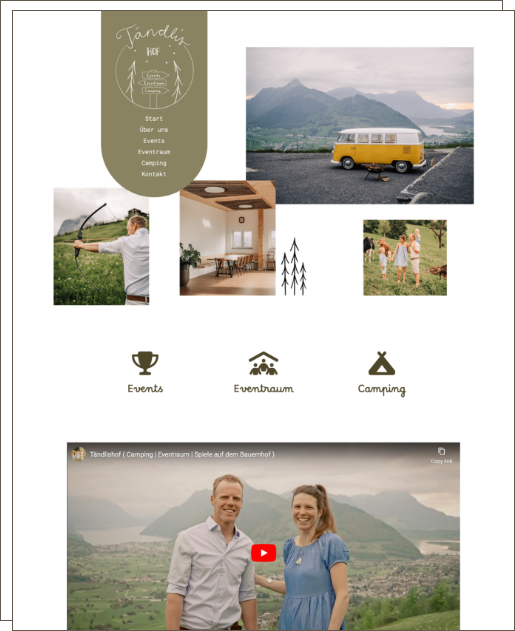 Tändlis
HOF
Events
Eventraum
Camping
Start
Über uns
Events
Eventraum
Camping
Kontakt
Events
Eventraum
Camping
Tändlishof ( Camping | Eventraum | Spiele auf dem Bauernhof )
Copy link